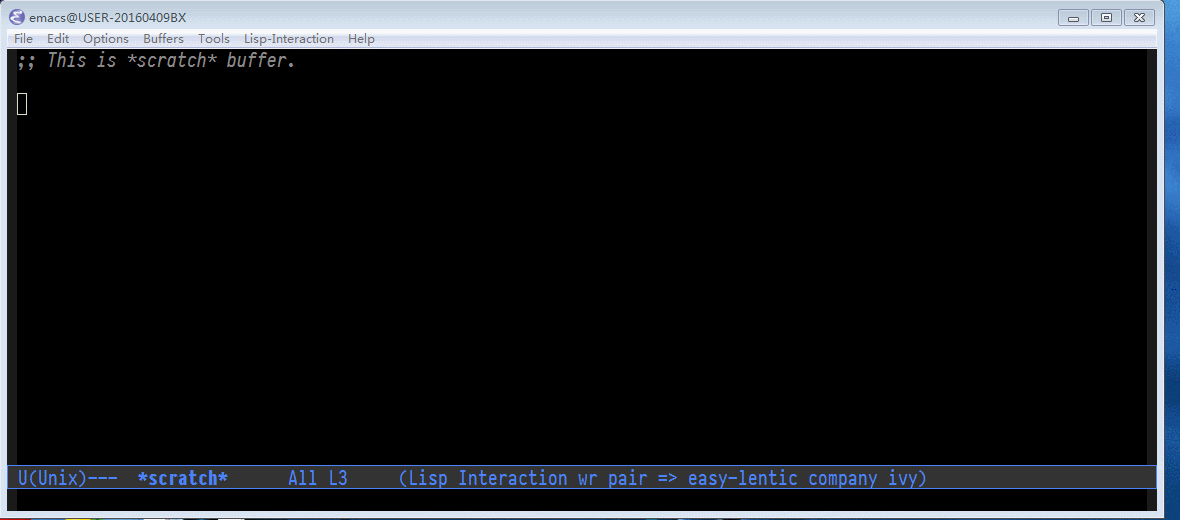 emacs@USER-20160409BX
File Edit Options Buffers Tools Lisp-Interaction Help
;; This is *scratch* buffer.
U(Unix)--- *scratch* All L3 (Lisp Interaction wr pair => easy-lentic company ivy)